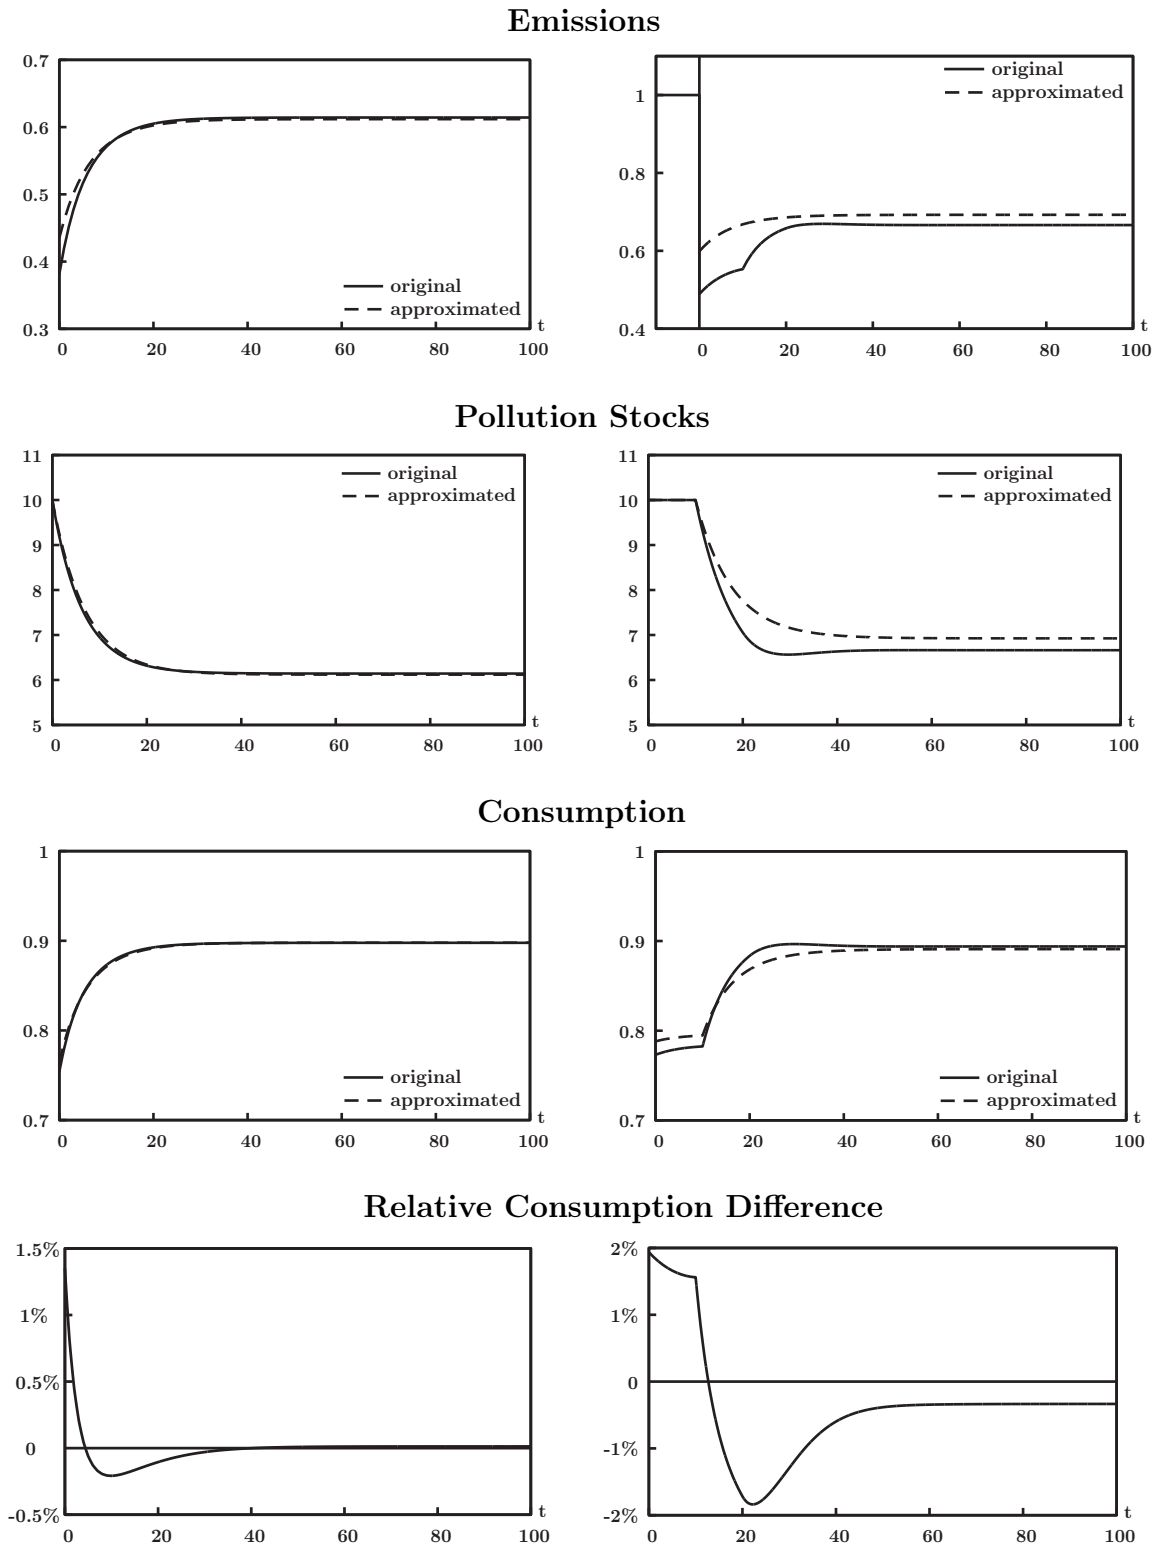 Emissions
0.7
0.6
0.5
0.4
0.3
original
approximated
t
0 20 40 60 80 100
1
0.8
0.6
0.4
original
approximated
t
0 20 40 60 80 100
Pollution Stocks
11
10
9
8
7
6
5
original
approximated
t
0 20 40 60 80 100
11
10
9
8
7
6
5
original
approximated
t
0 20 40 60 80 100
Consumption
1
0.9
0.8
0.7
original
approximated
t
0 20 40 60 80 100
1
0.9
0.8
0.7
original
approximated
t
0 20 40 60 80 100
Relative Consumption Difference
1.5%
1%
0.5%
0
-0.5%
t
0 20 40 60 80 100
2%
1%
0
-1%
-2%
t
0 20 40 60 80 100